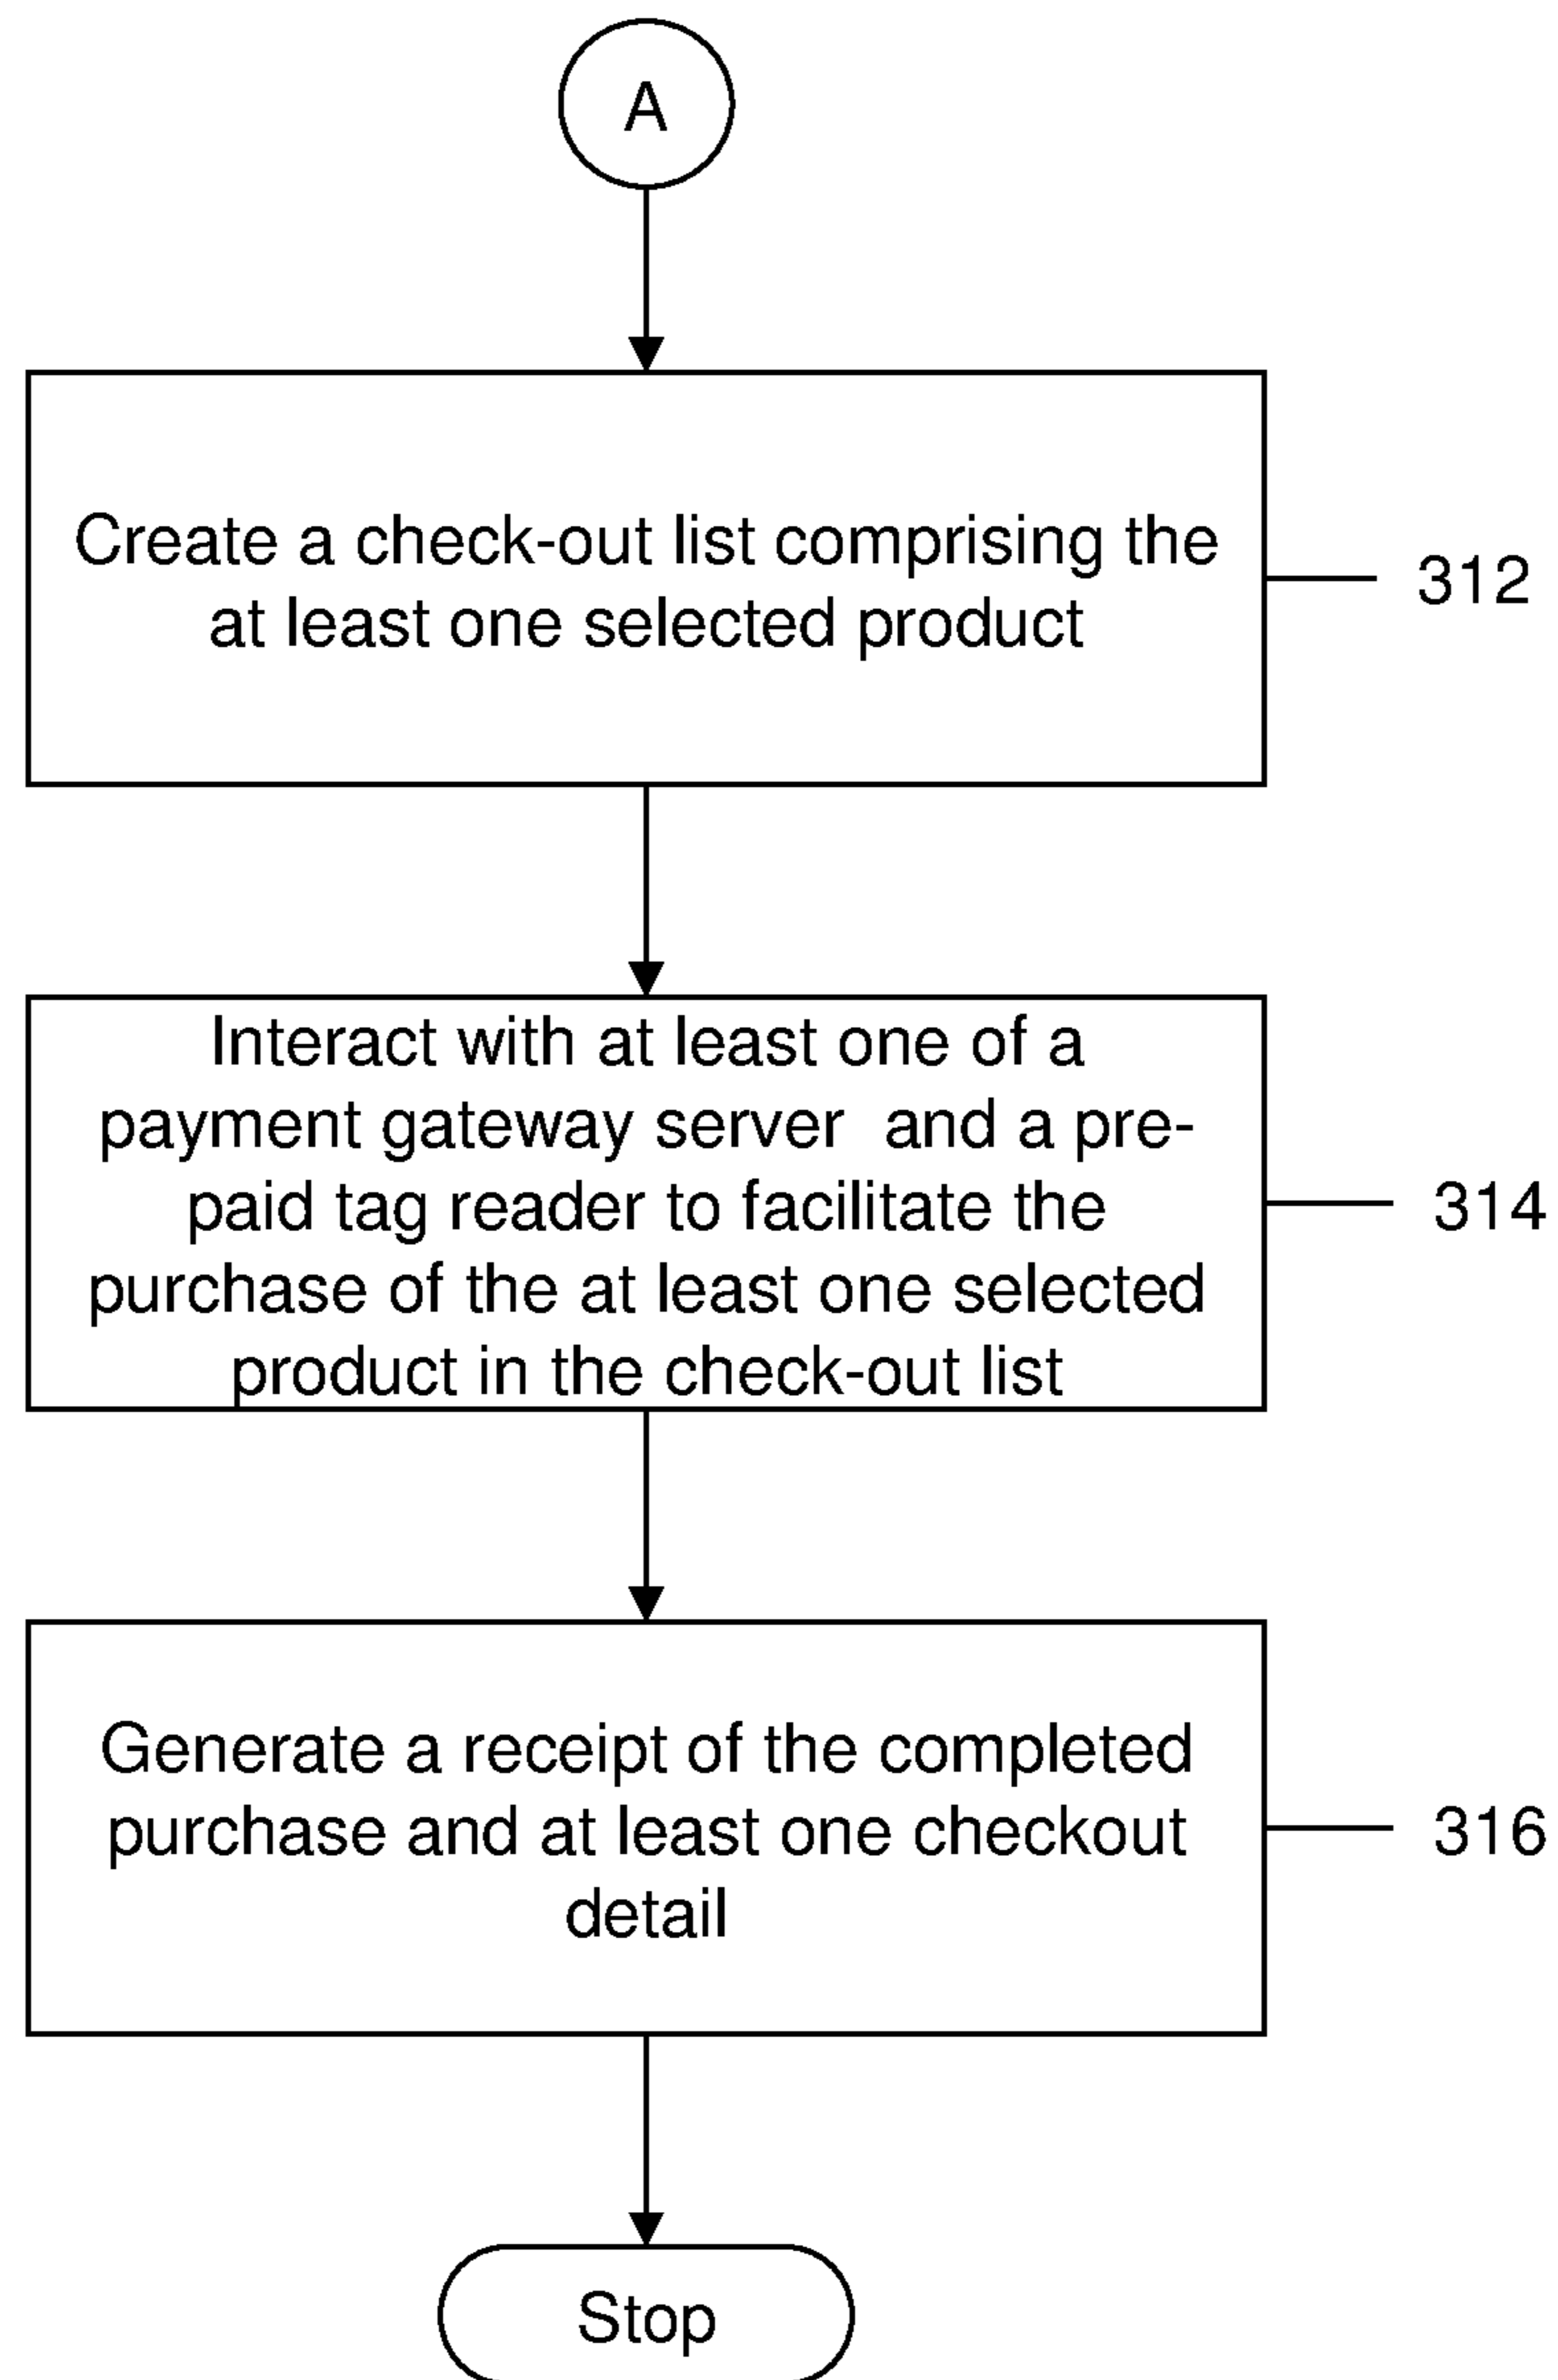 A
Create a check-out list comprising the
at least one selected product
312
Interact with at least one of a
payment gateway server and a pre-
paid tag reader to facilitate the
purchase of the at least one selected
product in the check-out list
314
Generate a receipt of the completed
purchase and at least one checkout
detail
316
Stop